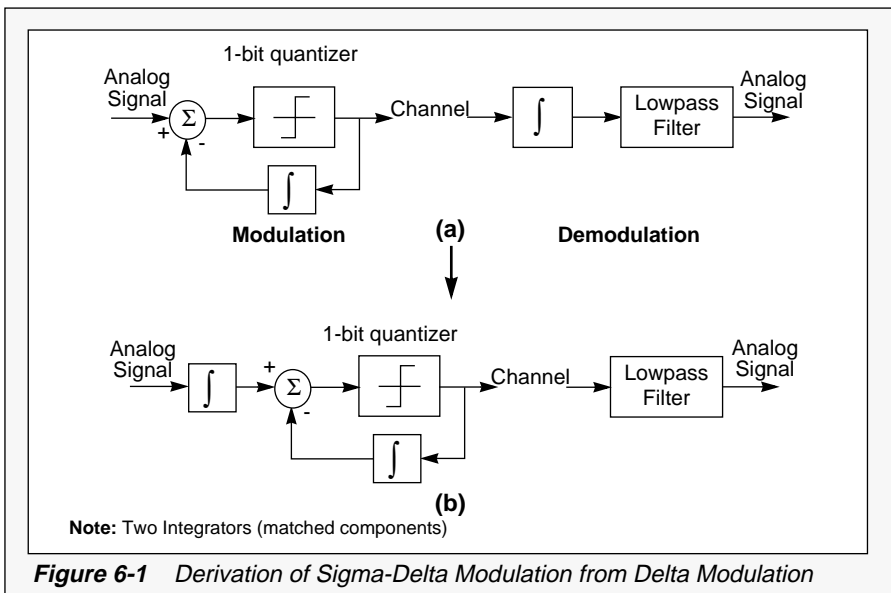 1-bit quantizer
Analog
Signal
+
Σ
-
∫
Channel
∫
Lowpass
Filter
Analog
Signal
Modulation
(a)
Demodulation
1-bit quantizer
Analog
Signal
∫
+
Σ
-
∫
Channel
Lowpass
Filter
Analog
Signal
(b)
Note: Two Integrators (matched components)
Figure 6-1 Derivation of Sigma-Delta Modulation from Delta Modulation